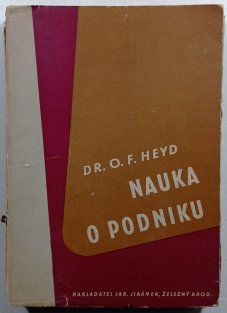 DR. O. F. HEYD
NAUKA
O PODNIKU
NAKLADATEL JAR. JIRÁNEK, ŽELEZNÝ BROD